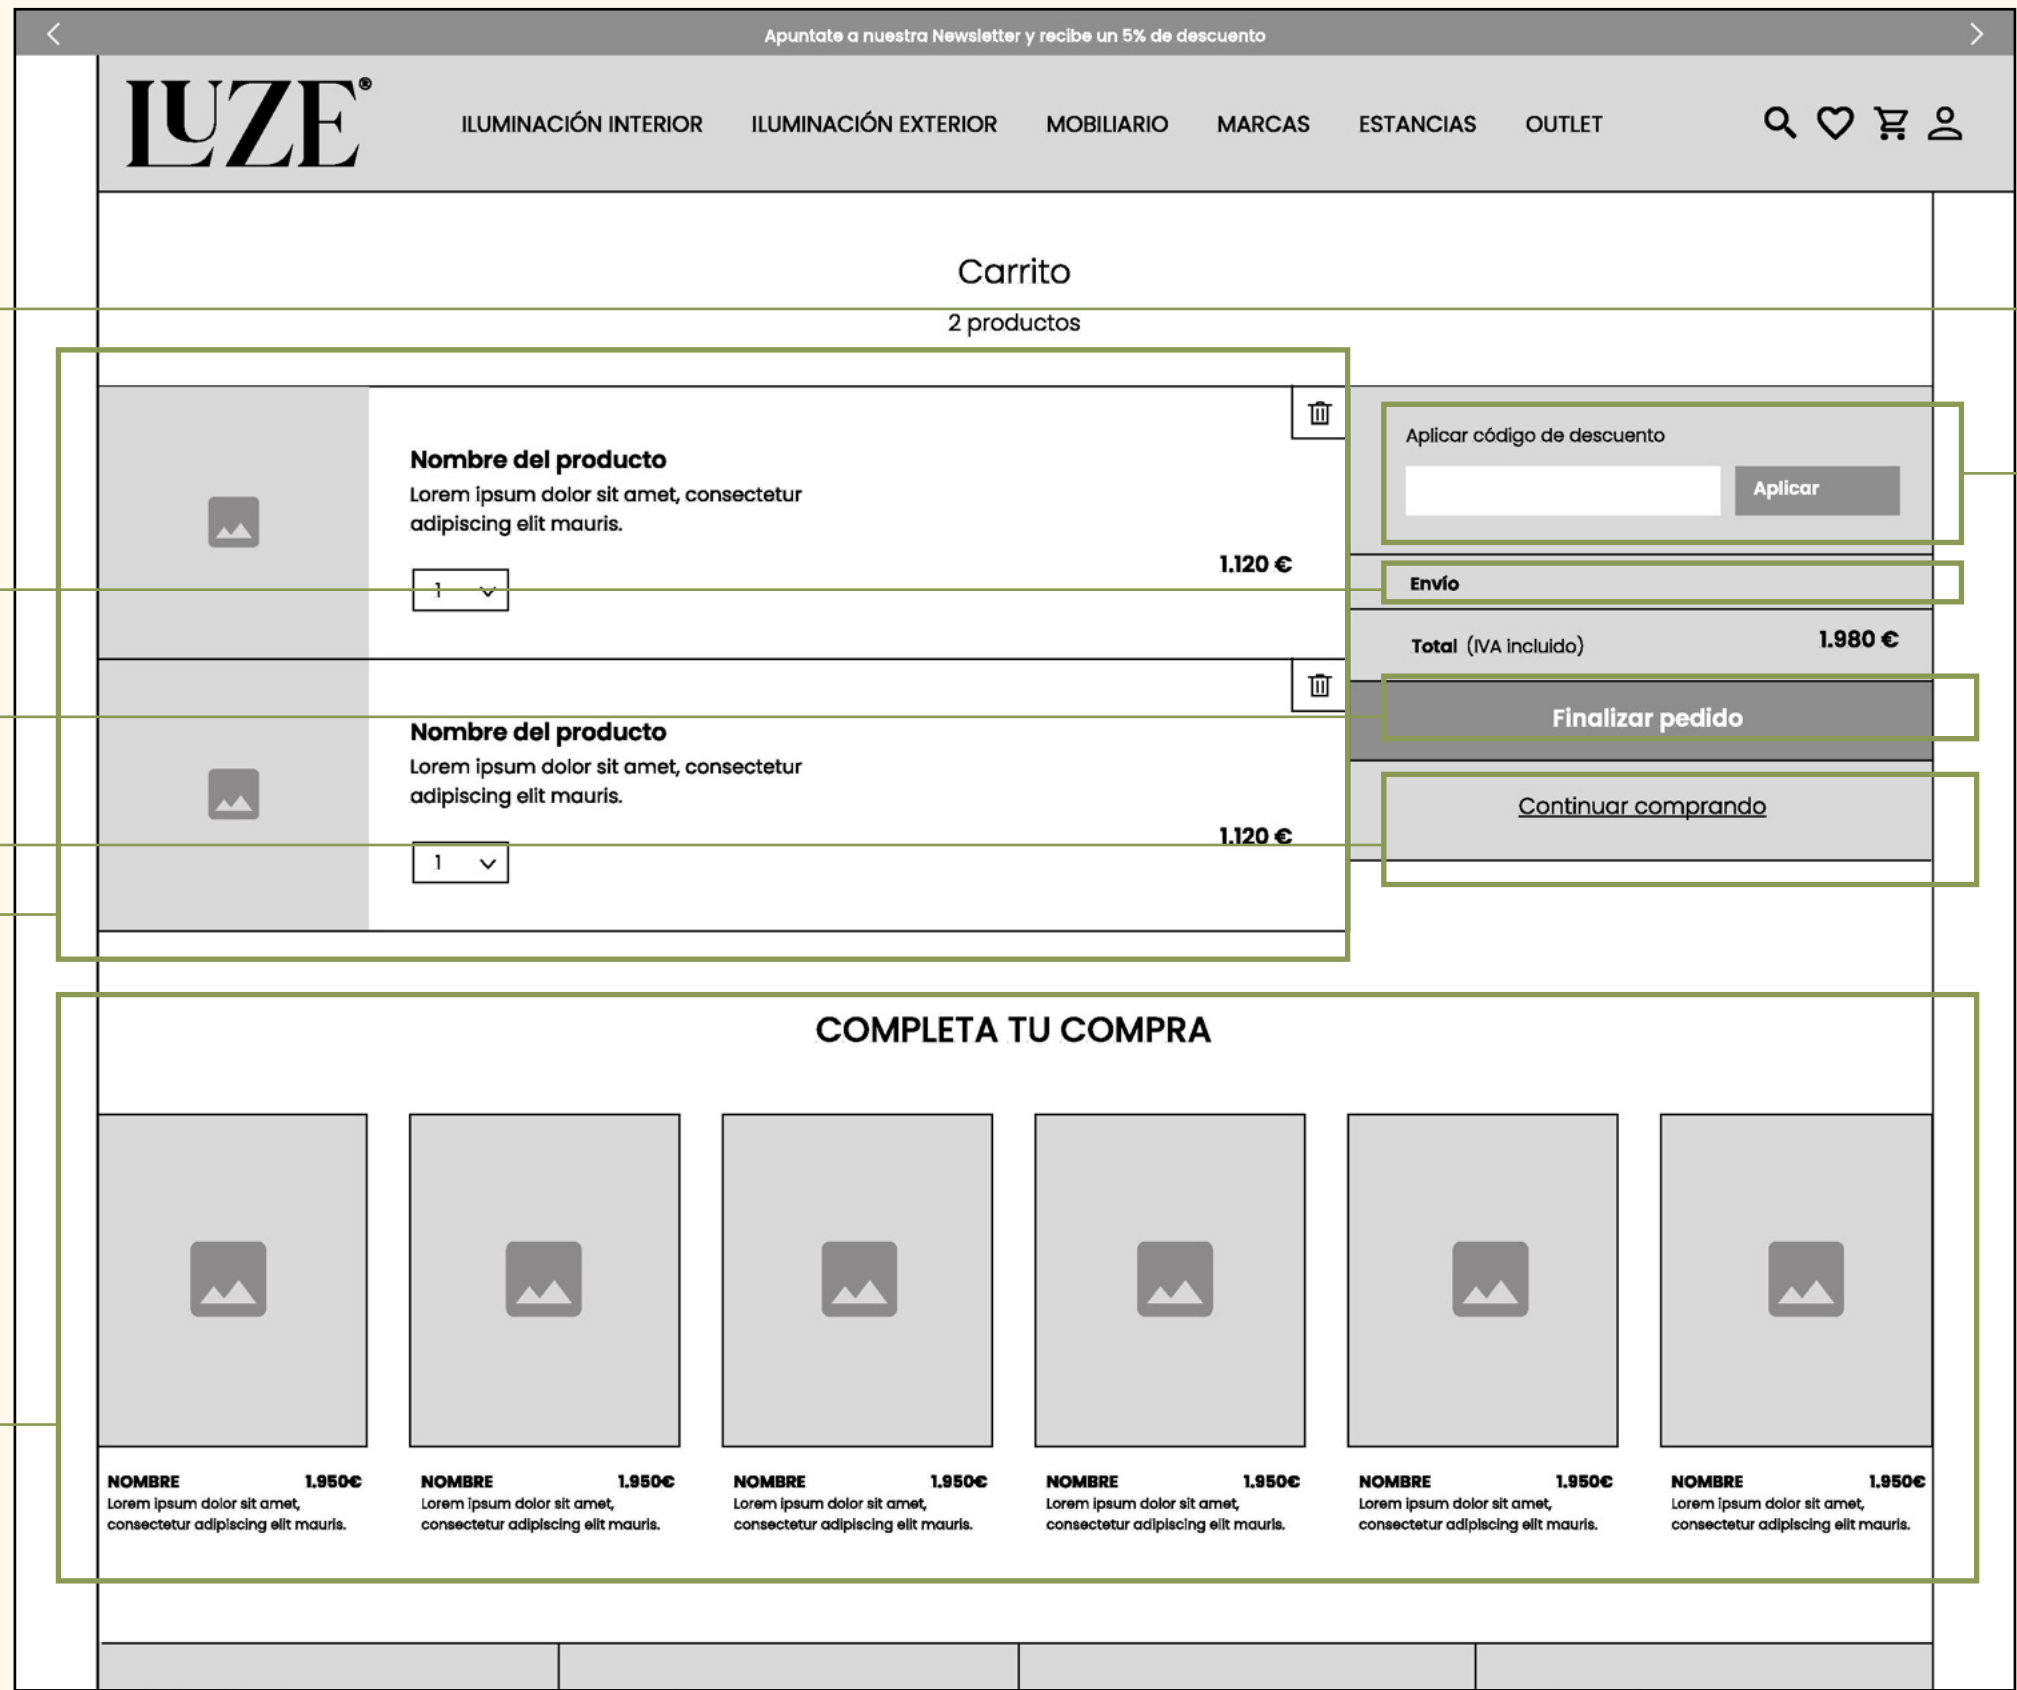 Apuntate a nuestra Newsletter y recibe un 5% de descuento
LUZE®
ILUMINACIÓN INTERIOR
ILUMINACIÓN EXTERIOR
MOBILIARIO
MARCAS
ESTANCIAS
OUTLET
Carrito
2 productos
Nombre del producto
Lorem ipsum dolor sit amet, consectetur
adipiscing elit mauris.
1.120 €
1
Nombre del producto
Lorem ipsum dolor sit amet, consectetur
adipiscing elit mauris.
1.120 €
1
Aplicar código de descuento
Aplicar
Envío
Total (IVA incluido)
1.980 €
Finalizar pedido
Continuar comprando
COMPLETA TU COMPRA
NOMBRE 1.950€
Lorem ipsum dolor sit amet,
consectetur adipiscing elit mauris.
NOMBRE 1.950€
Lorem ipsum dolor sit amet,
consectetur adipiscing elit mauris.
NOMBRE 1.950€
Lorem ipsum dolor sit amet,
consectetur adipiscing elit mauris.
NOMBRE 1.950€
Lorem ipsum dolor sit amet,
consectetur adipiscing elit mauris.
NOMBRE 1.950€
Lorem ipsum dolor sit amet,
consectetur adipiscing elit mauris.
NOMBRE 1.950€
Lorem ipsum dolor sit amet,
consectetur adipiscing elit mauris.